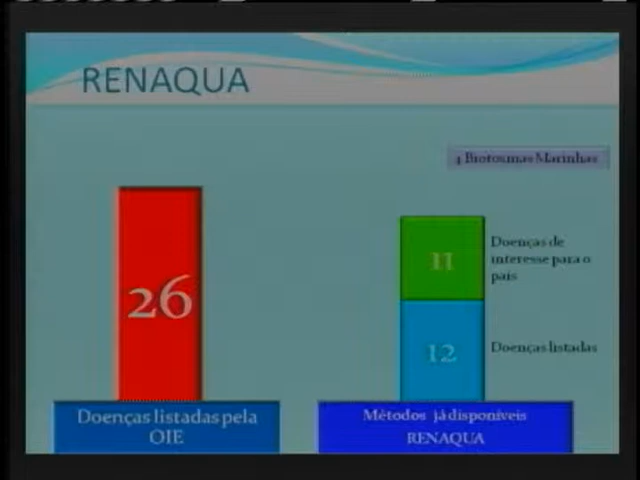 RENAQUA
4 Biotoxinas Marinhas
26
11
Doenças de
interesse para o
país
12
Doenças listadas
Doenças listadas pela
OIE
Métodos já disponíveis
RENAQUA